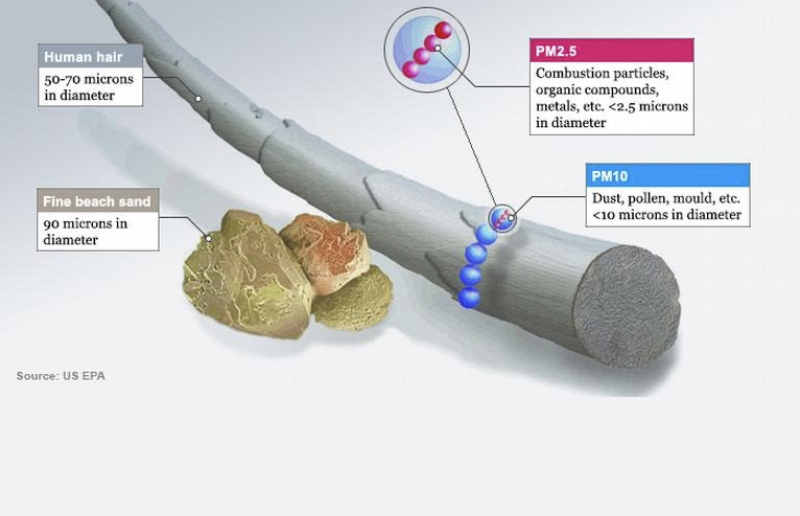 Human hair
50-70 microns
in diameter
PM2.5
Combustion particles,
organic compounds,
metals, etc. <2.5 microns
in diameter
PM10
Dust, pollen, mould, etc.
<10 microns in diameter
Fine beach sand
90 microns in
diameter
Source: US EPA